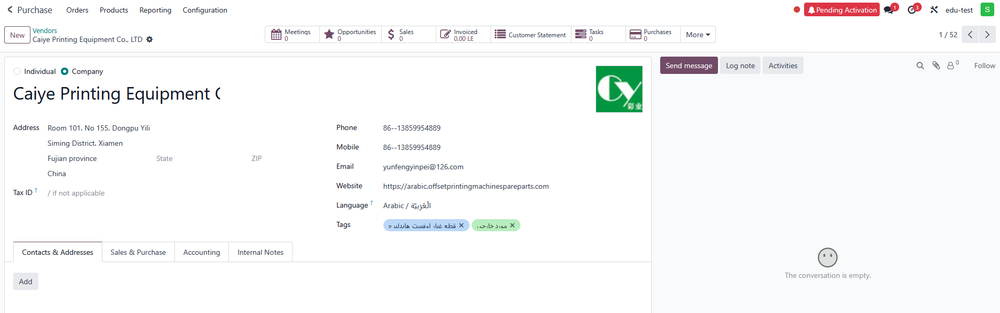 Purchase Orders Products Reporting Configuration
Pending Activation 1 3 edu-test S
New Vendors
Caiye Printing Equipment Co., LTD
Meetings 0
Opportunities 0
Sales 0
Invoiced 0.00 LE
Customer Statement
Tasks 0
Purchases 0
More
1 / 52
Individual Company
Caiye Printing Equipment C
CY
彩业
Address Room 101. No 155. Dongpu Yili
Siming District. Xiamen
Fujian province State ZIP
China
Tax ID ? / if not applicable
Phone 86--13859954889
Mobile 86--13859954889
Email yunfengyinpei@126.com
Website https://arabic.offsetprintingmachinespareparts.com
Language ? Arabic / الْعَرَبيّة
Tags قطع غيار اوفست هايدلبرج × مورد خارجي ×
Contacts & Addresses Sales & Purchase Accounting Internal Notes
Add
Send message Log note Activities 0 Follow
The conversation is empty.